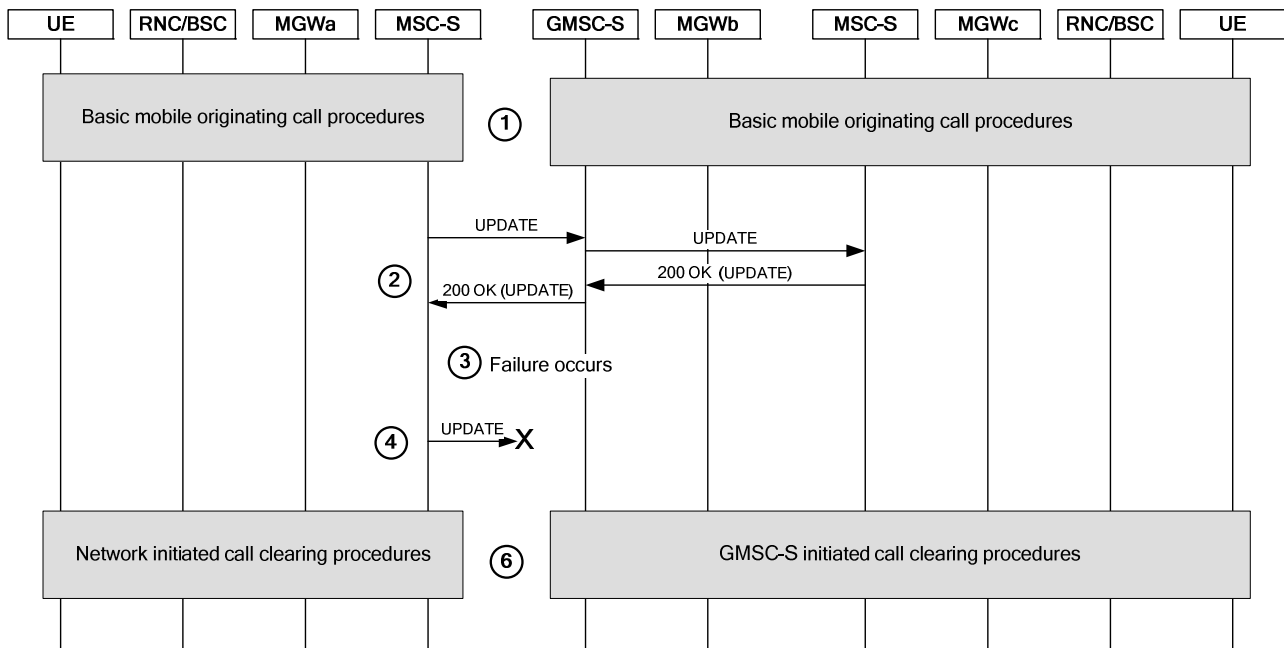 UE
RNC/BSC
MGWa
MSC-S
GMSC-S
MGWb
MSC-S
MGWc
RNC/BSC
UE
Basic mobile originating call procedures
1
Basic mobile originating call procedures
UPDATE
UPDATE
2
200 OK (UPDATE)
200 OK (UPDATE)
3
Failure occurs
4
UPDATE
X
Network initiated call clearing procedures
6
GMSC-S initiated call clearing procedures